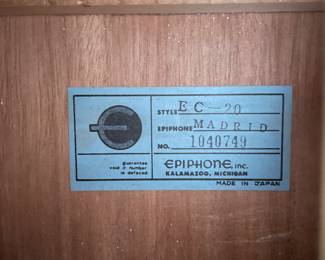 STYLE EC-20
EPIPHONE MADRID
NO. 1040749
guarantee
void if number
is defaced
EPIPHONE, inc.
KALAMAZOO, MICHIGAN
MADE IN JAPAN